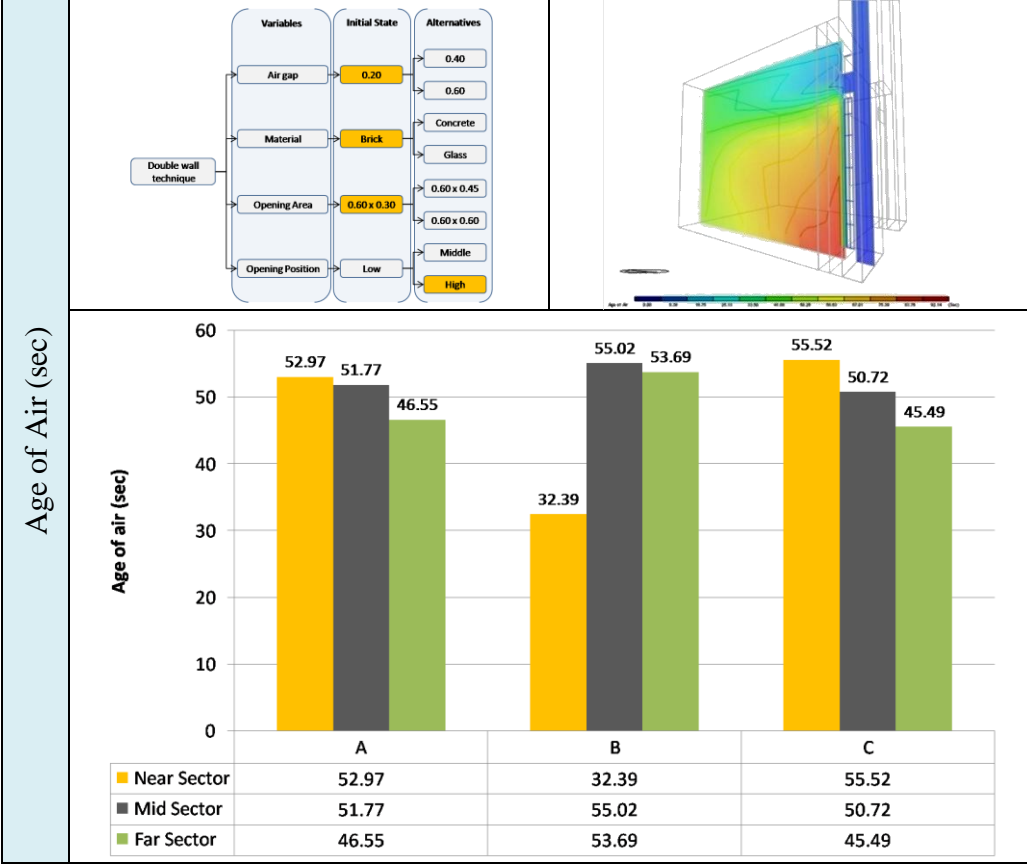 Variables
Initial State
Alternatives
Double wall
technique
Air gap
0.20
0.40
0.60
Material
Brick
Concrete
Glass
Opening Area
0.60 x 0.30
0.60 x 0.45
0.60 x 0.60
Opening Position
Low
Middle
High
Age of Air
(Sec)
Age of Air (sec)
Age of air (sec)
60
50
40
30
20
10
0
52.97
51.77
46.55
32.39
55.02
53.69
55.52
50.72
45.49
A B C
Near Sector 52.97 32.39 55.52
Mid Sector 51.77 55.02 50.72
Far Sector 46.55 53.69 45.49